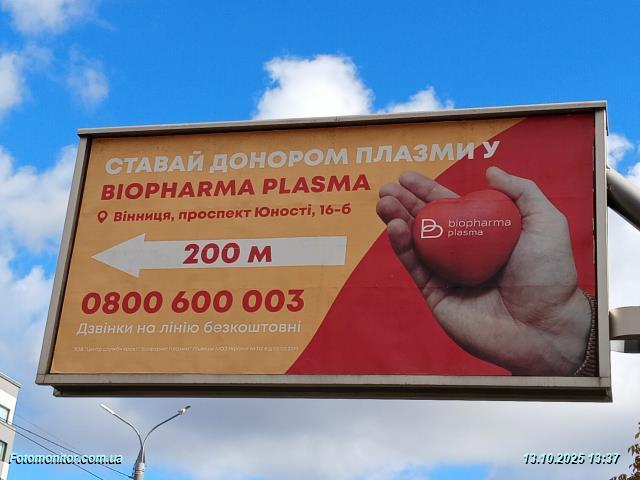 СТАВАЙ ДОНОРОМ ПЛАЗМИ У
BIOPHARMA PLASMA
Вінниця, проспект Юності, 16-б
200 м
0800 600 003
Дзвінки на лінію безкоштовні
biopharma
plasma
Fotomonitor.com.ua
13.10.2025 13:37